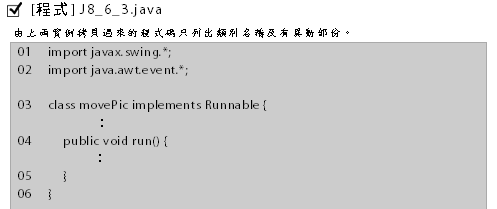 [程式] J8_6_3.java
由上兩實例拷貝過來的程式碼只列出類別名稱及有異動部份。
01 import javax.swing.*;
02 import java.awt.event.*;
03 class movePic implements Runnable {
:
04 public void run() {
:
05 }
06 }